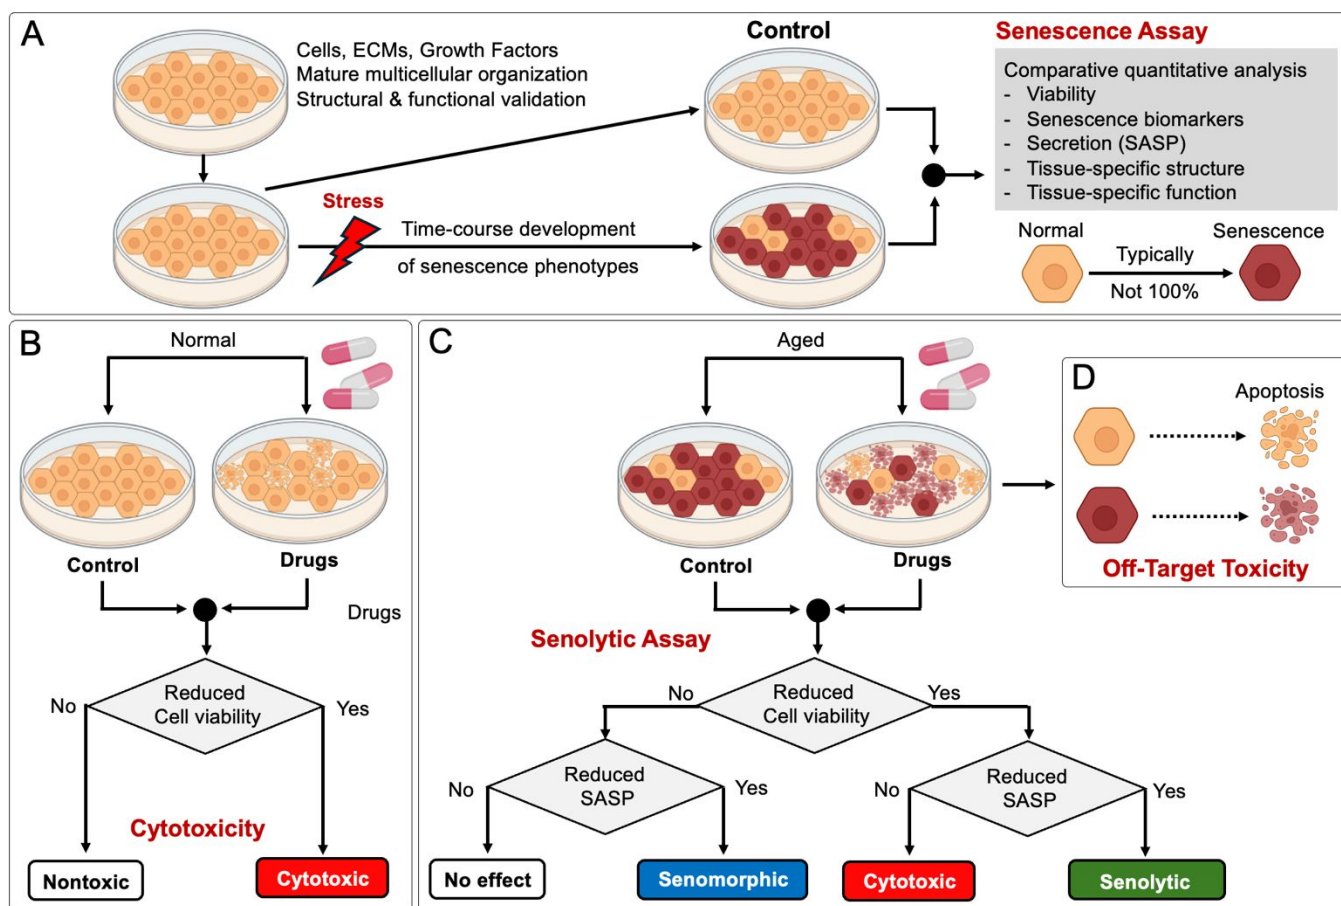 A
Cells, ECMs, Growth Factors
Mature multicellular organization
Structural & functional validation
Control
Stress
Time-course development
of senescence phenotypes
Senescence Assay
Comparative quantitative analysis
- Viability
- Senescence biomarkers
- Secretion (SASP)
- Tissue-specific structure
- Tissue-specific function
Normal
Senescence
Typically
Not 100%
B
Normal
Control
Drugs
Drugs
Reduced
Cell viability
No
Yes
Cytotoxicity
Nontoxic
Cytotoxic
C
Aged
Control
Drugs
Senolytic Assay
Reduced
Cell viability
No
Yes
Reduced
SASP
No
Yes
Reduced
SASP
No
Yes
No effect
Senomorphic
Cytotoxic
Senolytic
D
Apoptosis
Off-Target Toxicity